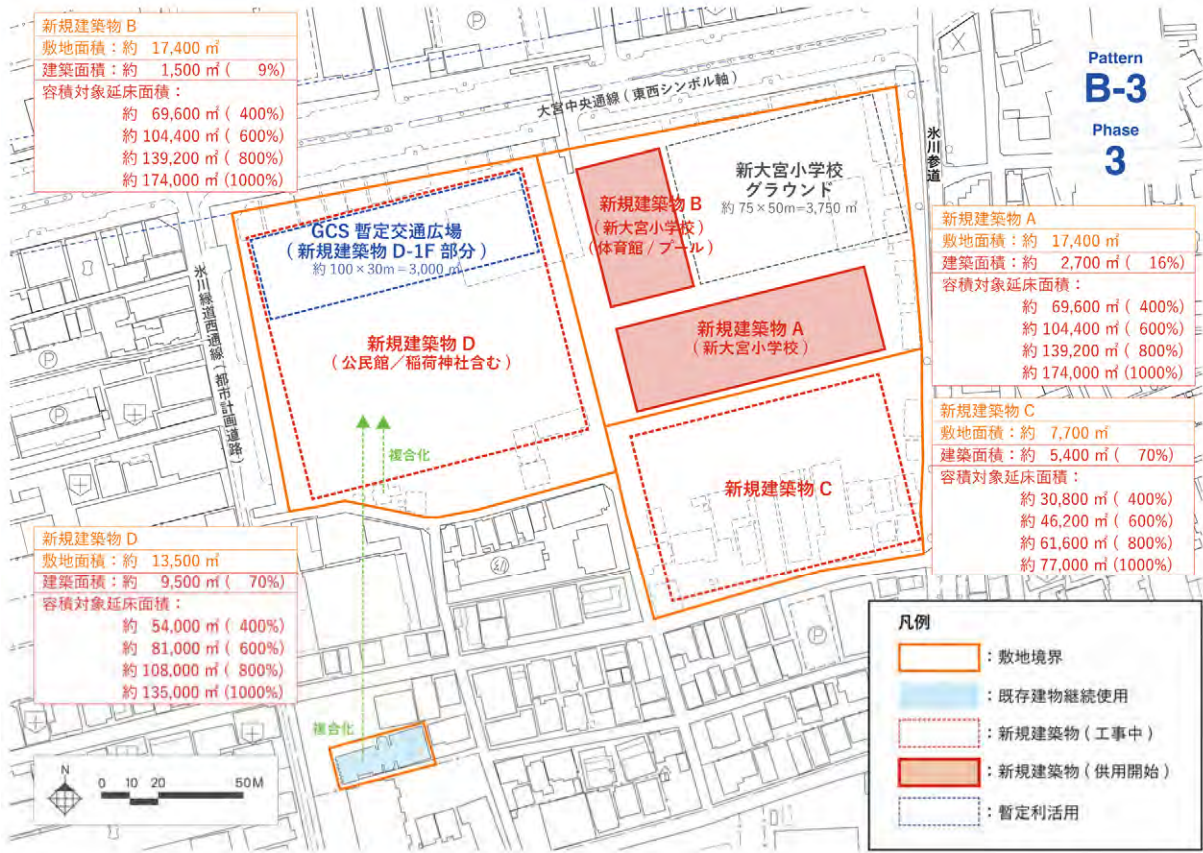 新規建築物 B
敷地面積：約 17,400 ㎡
建築面積：約 1,500 ㎡ ( 9%)
容積対象延床面積：
約 69,600 ㎡ ( 400%)
約 104,400 ㎡ ( 600%)
約 139,200 ㎡ ( 800%)
約 174,000 ㎡ (1000%)
P
大宮中央通線 ( 東西シンボル軸 )
氷川参道
Pattern
B-3
Phase
3
GCS 暫定交通広場
( 新規建築物 D-1F 部分 )
約 100×30m＝3,000 ㎡
新規建築物 B
( 新大宮小学校 )
( 体育館 / プール )
新大宮小学校
グラウンド
約 75×50m=3,750 ㎡
新規建築物 A
敷地面積：約 17,400 ㎡
建築面積：約 2,700 ㎡ ( 16%)
容積対象延床面積：
約 69,600 ㎡ ( 400%)
約 104,400 ㎡ ( 600%)
約 139,200 ㎡ ( 800%)
約 174,000 ㎡ (1000%)
氷川緑道西通線 ( 都市計画道路 )
P
P
新規建築物 D
( 公民館／稲荷神社含む )
新規建築物 A
( 新大宮小学校 )
複合化
新規建築物 C
新規建築物 C
敷地面積：約 7,700 ㎡
建築面積：約 5,400 ㎡ ( 70%)
容積対象延床面積：
約 30,800 ㎡ ( 400%)
約 46,200 ㎡ ( 600%)
約 61,600 ㎡ ( 800%)
約 77,000 ㎡ (1000%)
新規建築物 D
敷地面積：約 13,500 ㎡
建築面積：約 9,500 ㎡ ( 70%)
容積対象延床面積：
約 54,000 ㎡ ( 400%)
約 81,000 ㎡ ( 600%)
約 108,000 ㎡ ( 800%)
約 135,000 ㎡ (1000%)
幼
P
複合化
N
0 10 20 50M
凡例
：敷地境界
：既存建物継続使用
：新規建築物 ( 工事中 )
：新規建築物 ( 供用開始 )
：暫定利活用